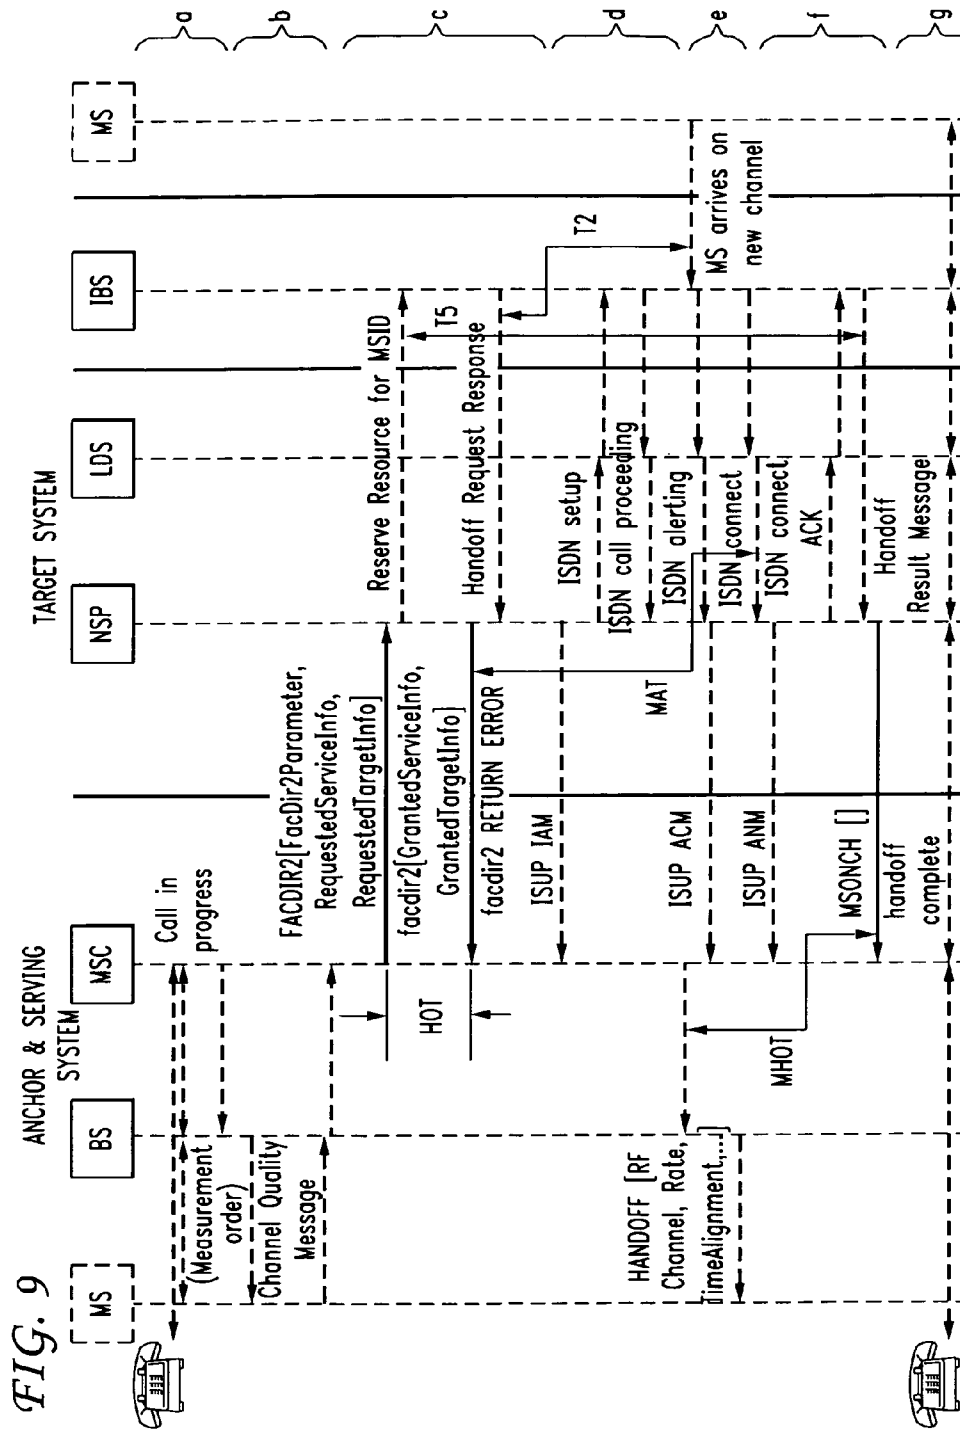 FIG. 9
ANCHOR & SERVING
SYSTEM
TARGET SYSTEM
MS
BS
MSC
NSP
LDS
IBS
MS
Call in
progress
(Measurement
order)
Channel Quality
Message
FACDIR2[FacDir2Parameter,
RequestedServiceInfo,
RequestedTargetInfo]
Reserve Resource for MSID
HOT
facdir2[GrantedServiceInfo,
GrantedTargetInfo]
facdir2 RETURN ERROR
Handoff Request Response
T5
T2
ISUP IAM
ISDN setup
ISDN call proceeding
MAT
HANDOFF [RF
Channel, Rate,
TimeAlignment,...]
ISUP ACM
ISDN alerting
MS arrives on
new channel
ISDN connect
ISUP ANM
ISDN connect
ACK
MHOT
MSONCH []
handoff
complete
Handoff
Result Message
a
b
c
d
e
f
g